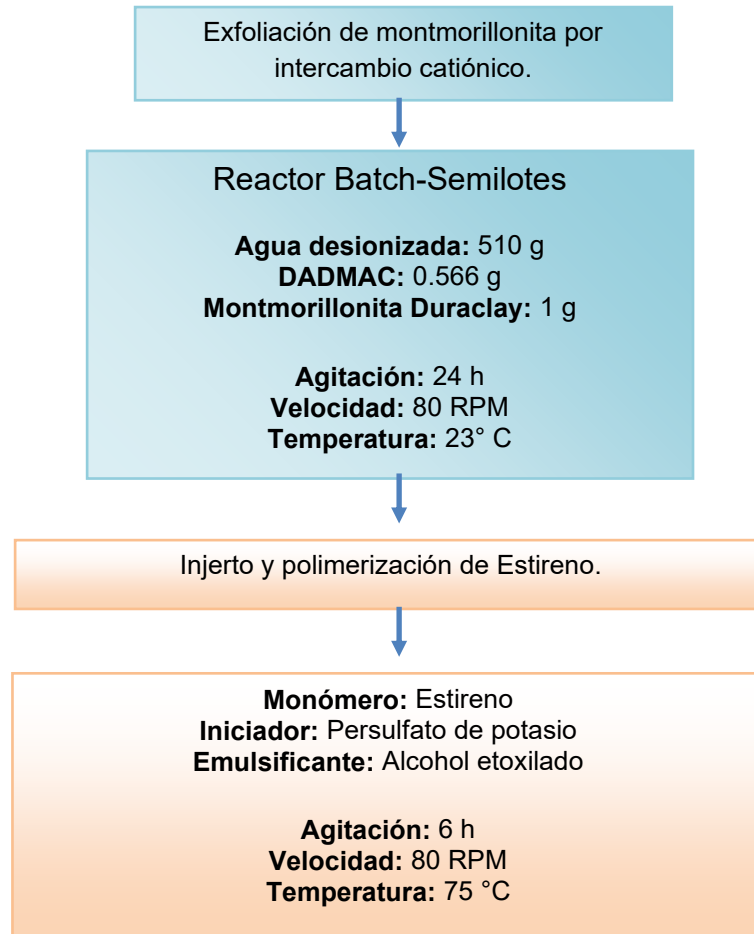 Exfoliación de montmorillonita por
intercambio catiónico.
Reactor Batch-Semilotes
Agua desionizada: 510 g
DADMAC: 0.566 g
Montmorillonita Duraclay: 1 g
Agitación: 24 h
Velocidad: 80 RPM
Temperatura: 23° C
Injerto y polimerización de Estireno.
Monómero: Estireno
Iniciador: Persulfato de potasio
Emulsificante: Alcohol etoxilado
Agitación: 6 h
Velocidad: 80 RPM
Temperatura: 75 °C